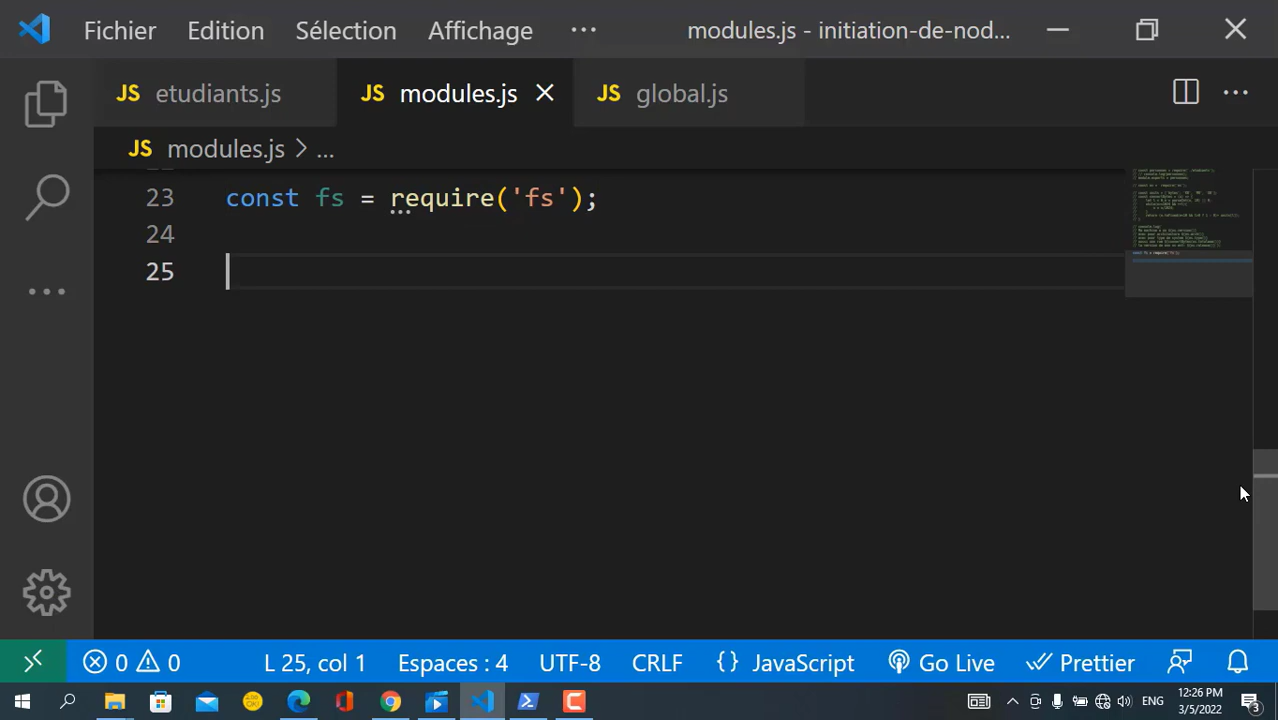 Fichier Edition Sélection Affichage ··· modules.js - initiation-de-nod...
JS etudiants.js JS modules.js JS global.js
JS modules.js > ...
23 const fs = require('fs');
24
25
0 0 L 25, col 1 Espaces : 4 UTF-8 CRLF {} JavaScript Go Live Prettier
ENG 12:26 PM
3/5/2022 3